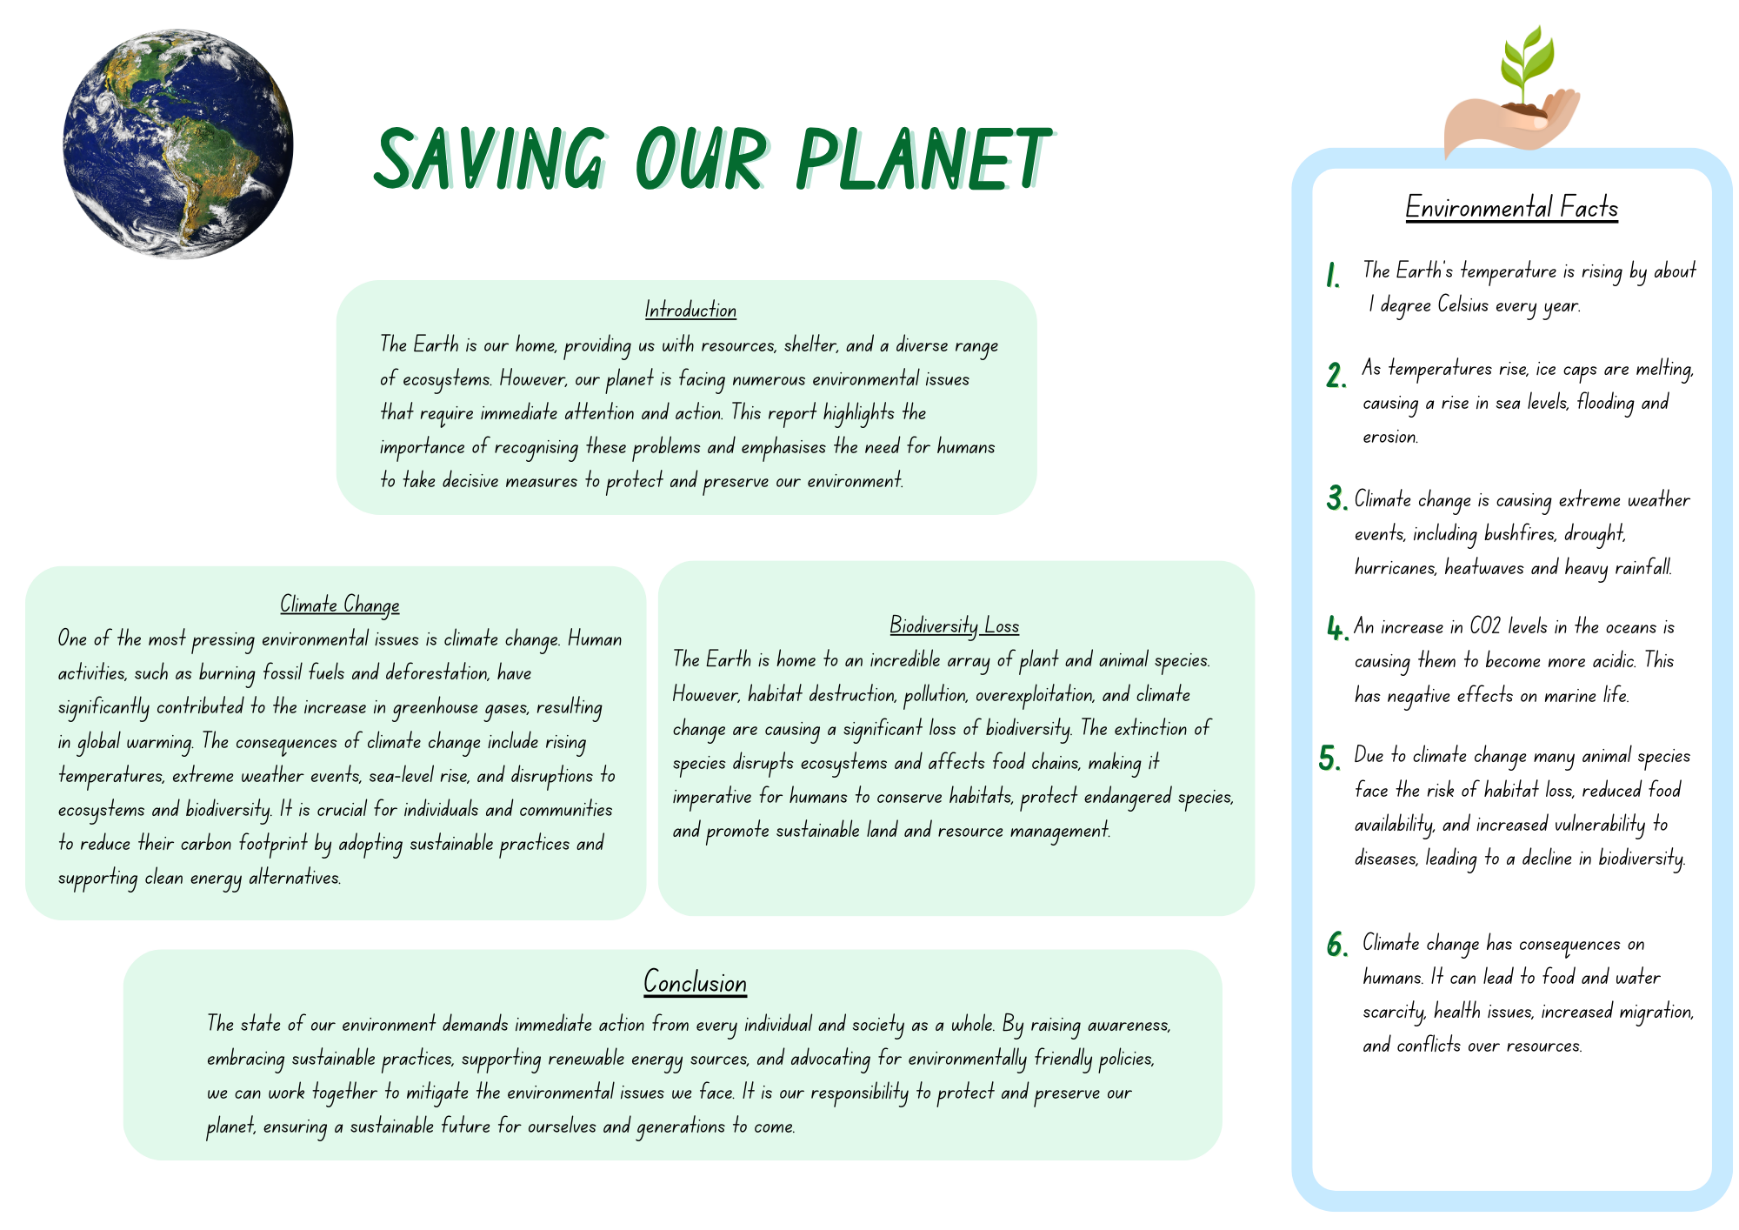 SAVING OUR PLANET
Introduction
The Earth is our home, providing us with resources, shelter, and a diverse range
of ecosystems. However, our planet is facing numerous environmental issues
that require immediate attention and action. This report highlights the
importance of recognising these problems and emphasises the need for humans
to take decisive measures to protect and preserve our environment.
Climate Change
One of the most pressing environmental issues is climate change. Human
activities, such as burning fossil fuels and deforestation, have
significantly contributed to the increase in greenhouse gases, resulting
in global warming. The consequences of climate change include rising
temperatures, extreme weather events, sea-level rise, and disruptions to
ecosystems and biodiversity. It is crucial for individuals and communities
to reduce their carbon footprint by adopting sustainable practices and
supporting clean energy alternatives.
Biodiversity Loss
The Earth is home to an incredible array of plant and animal species.
However, habitat destruction, pollution, overexploitation, and climate
change are causing a significant loss of biodiversity. The extinction of
species disrupts ecosystems and affects food chains, making it
imperative for humans to conserve habitats, protect endangered species,
and promote sustainable land and resource management.
Conclusion
The state of our environment demands immediate action from every individual and society as a whole. By raising awareness,
embracing sustainable practices, supporting renewable energy sources, and advocating for environmentally friendly policies,
we can work together to mitigate the environmental issues we face. It is our responsibility to protect and preserve our
planet, ensuring a sustainable future for ourselves and generations to come.
Environmental Facts
1. The Earth's temperature is rising by about
1 degree Celsius every year.
2. As temperatures rise, ice caps are melting,
causing a rise in sea levels, flooding and
erosion.
3. Climate change is causing extreme weather
events, including bushfires, drought,
hurricanes, heatwaves and heavy rainfall.
4. An increase in CO2 levels in the oceans is
causing them to become more acidic. This
has negative effects on marine life.
5. Due to climate change many animal species
face the risk of habitat loss, reduced food
availability, and increased vulnerability to
diseases, leading to a decline in biodiversity.
6. Climate change has consequences on
humans. It can lead to food and water
scarcity, health issues, increased migration,
and conflicts over resources.